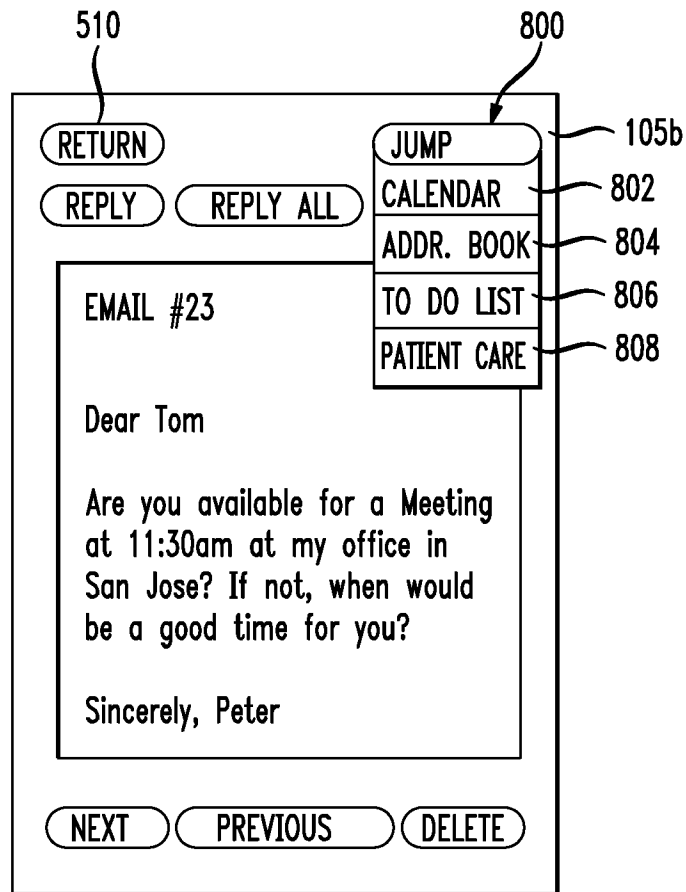 510 800
RETURN JUMP 105b
REPLY REPLY ALL CALENDAR 802
ADDR. BOOK 804
EMAIL #23 TO DO LIST 806
PATIENT CARE 808
Dear Tom
Are you available for a Meeting
at 11:30am at my office in
San Jose? If not, when would
be a good time for you?
Sincerely, Peter
NEXT PREVIOUS DELETE